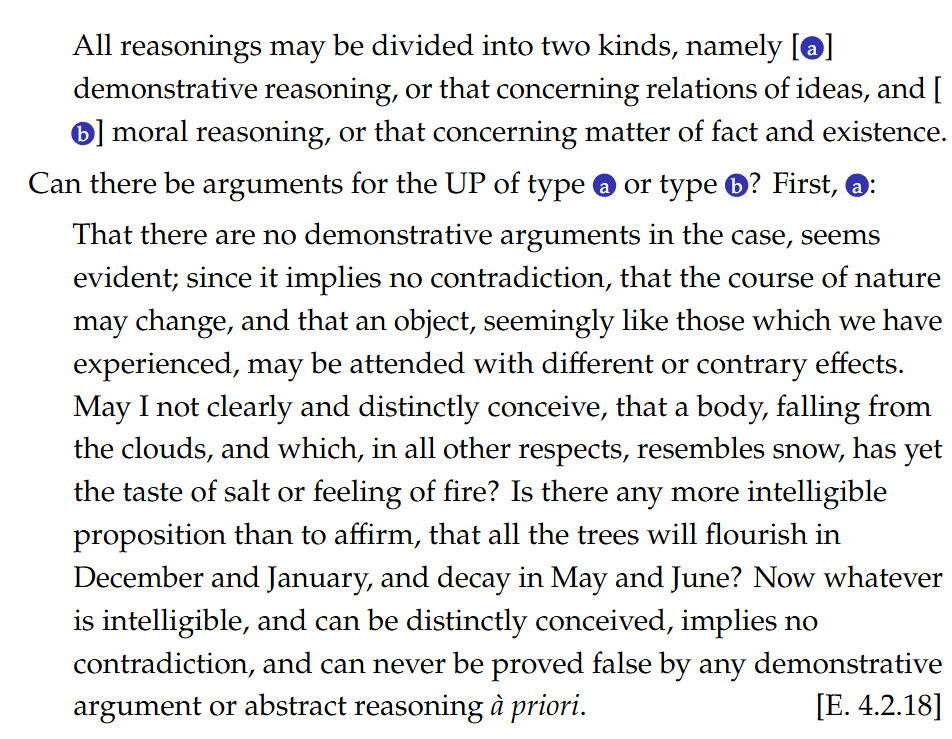 All reasonings may be divided into two kinds, namely [a]
demonstrative reasoning, or that concerning relations of ideas, and [
b] moral reasoning, or that concerning matter of fact and existence.
Can there be arguments for the UP of type a or type b? First, a:
That there are no demonstrative arguments in the case, seems
evident; since it implies no contradiction, that the course of nature
may change, and that an object, seemingly like those which we have
experienced, may be attended with different or contrary effects.
May I not clearly and distinctly conceive, that a body, falling from
the clouds, and which, in all other respects, resembles snow, has yet
the taste of salt or feeling of fire? Is there any more intelligible
proposition than to affirm, that all the trees will flourish in
December and January, and decay in May and June? Now whatever
is intelligible, and can be distinctly conceived, implies no
contradiction, and can never be proved false by any demonstrative
argument or abstract reasoning à priori. [E. 4.2.18]